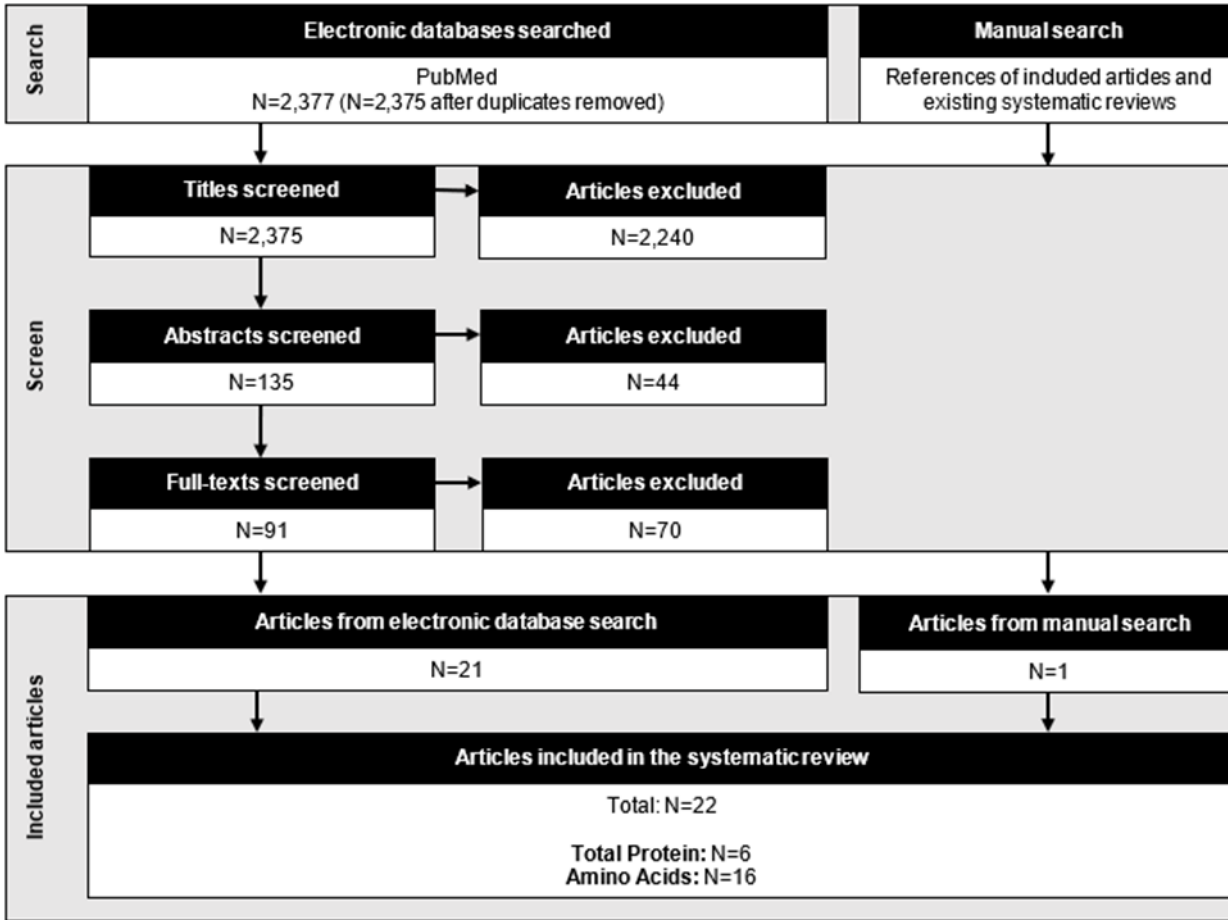 Search
Electronic databases searched
PubMed
N=2,377 (N=2,375 after duplicates removed)
Manual search
References of included articles and
existing systematic reviews
Screen
Titles screened
N=2,375
Articles excluded
N=2,240
Abstracts screened
N=135
Articles excluded
N=44
Full-texts screened
N=91
Articles excluded
N=70
Included articles
Articles from electronic database search
N=21
Articles from manual search
N=1
Articles included in the systematic review
Total: N=22
Total Protein: N=6
Amino Acids: N=16